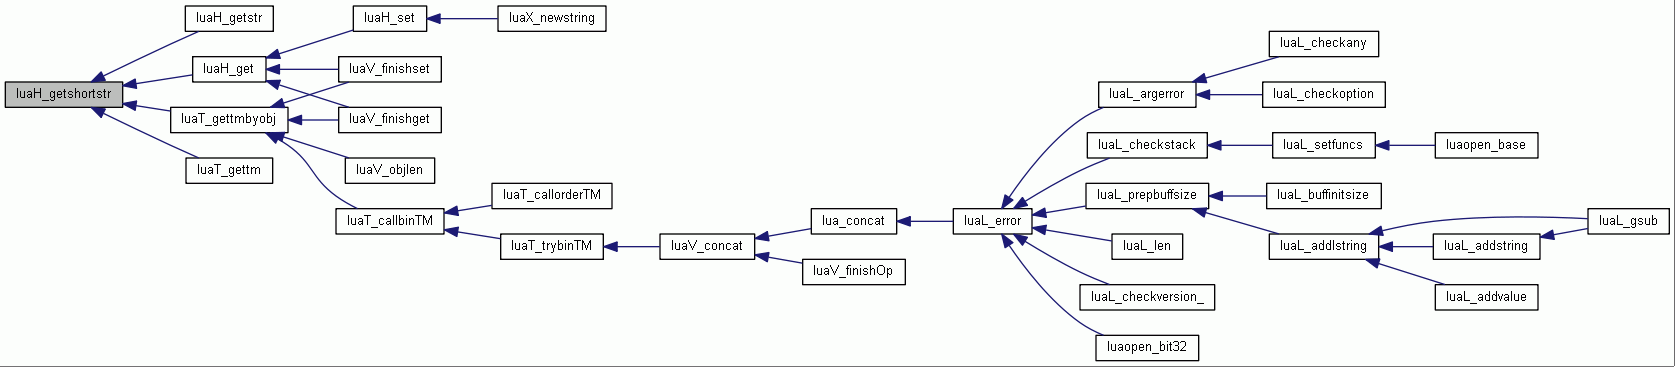 luaH_getshortstr
luaH_getstr
luaH_get
luaT_gettmbyobj
luaT_gettm
luaH_set
luaX_newstring
luaV_finishset
luaV_finishget
luaV_objlen
luaT_callbinTM
luaT_callorderTM
luaT_trybinTM
luaV_concat
lua_concat
luaV_finishOp
luaL_error
luaL_argerror
luaL_checkany
luaL_checkoption
luaL_checkstack
luaL_setfuncs
luaopen_base
luaL_prepbuffsize
luaL_buffinitsize
luaL_addlstring
luaL_gsub
luaL_addstring
luaL_addvalue
luaL_len
luaL_checkversion_
luaopen_bit32